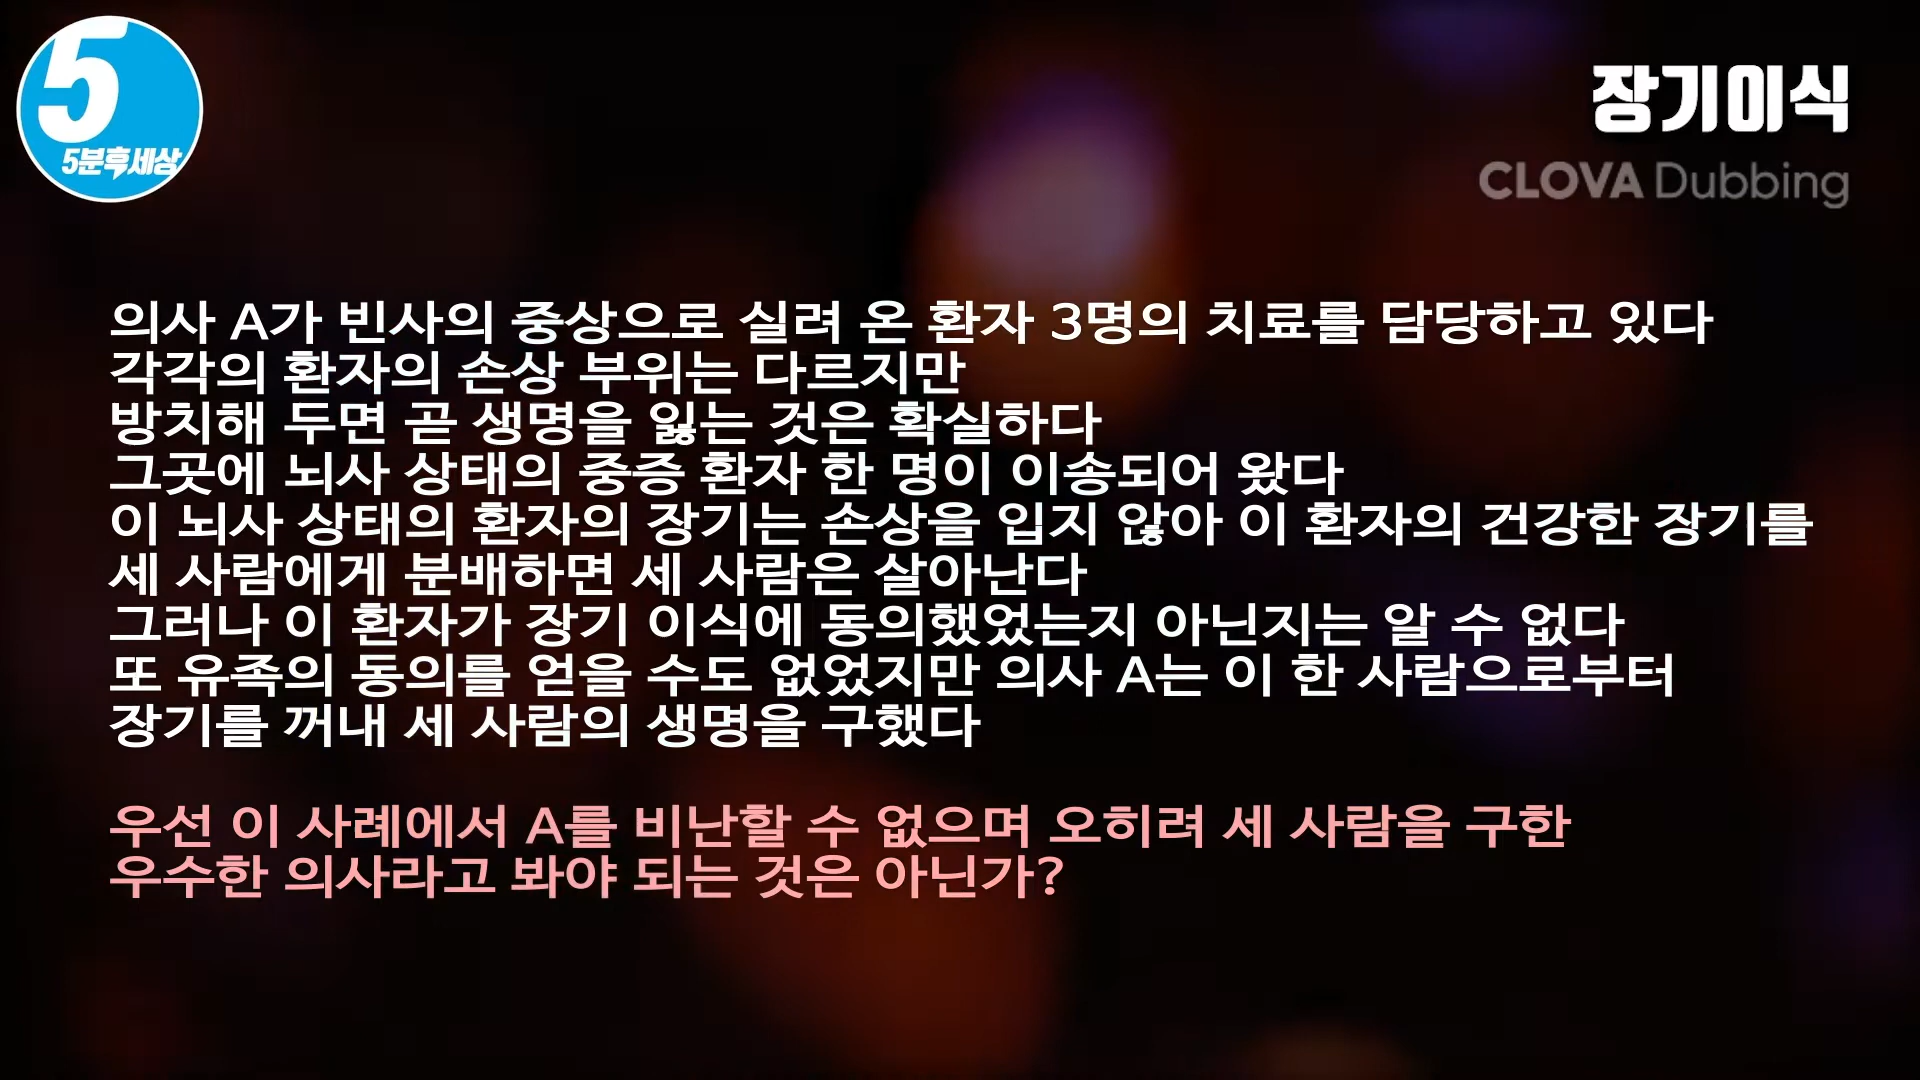 5
5분후세상
장기이식
CLOVA Dubbing
의사 A가 빈사의 중상으로 실려 온 환자 3명의 치료를 담당하고 있다
각각의 환자의 손상 부위는 다르지만
방치해 두면 곧 생명을 잃는 것은 확실하다
그곳에 뇌사 상태의 중증 환자 한 명이 이송되어 왔다
이 뇌사 상태의 환자의 장기는 손상을 입지 않아 이 환자의 건강한 장기를
세 사람에게 분배하면 세 사람은 살아난다
그러나 이 환자가 장기 이식에 동의했었는지 아닌지는 알 수 없다
또 유족의 동의를 얻을 수도 없었지만 의사 A는 이 한 사람으로부터
장기를 꺼내 세 사람의 생명을 구했다
우선 이 사례에서 A를 비난할 수 없으며 오히려 세 사람을 구한
우수한 의사라고 봐야 되는 것은 아닌가?